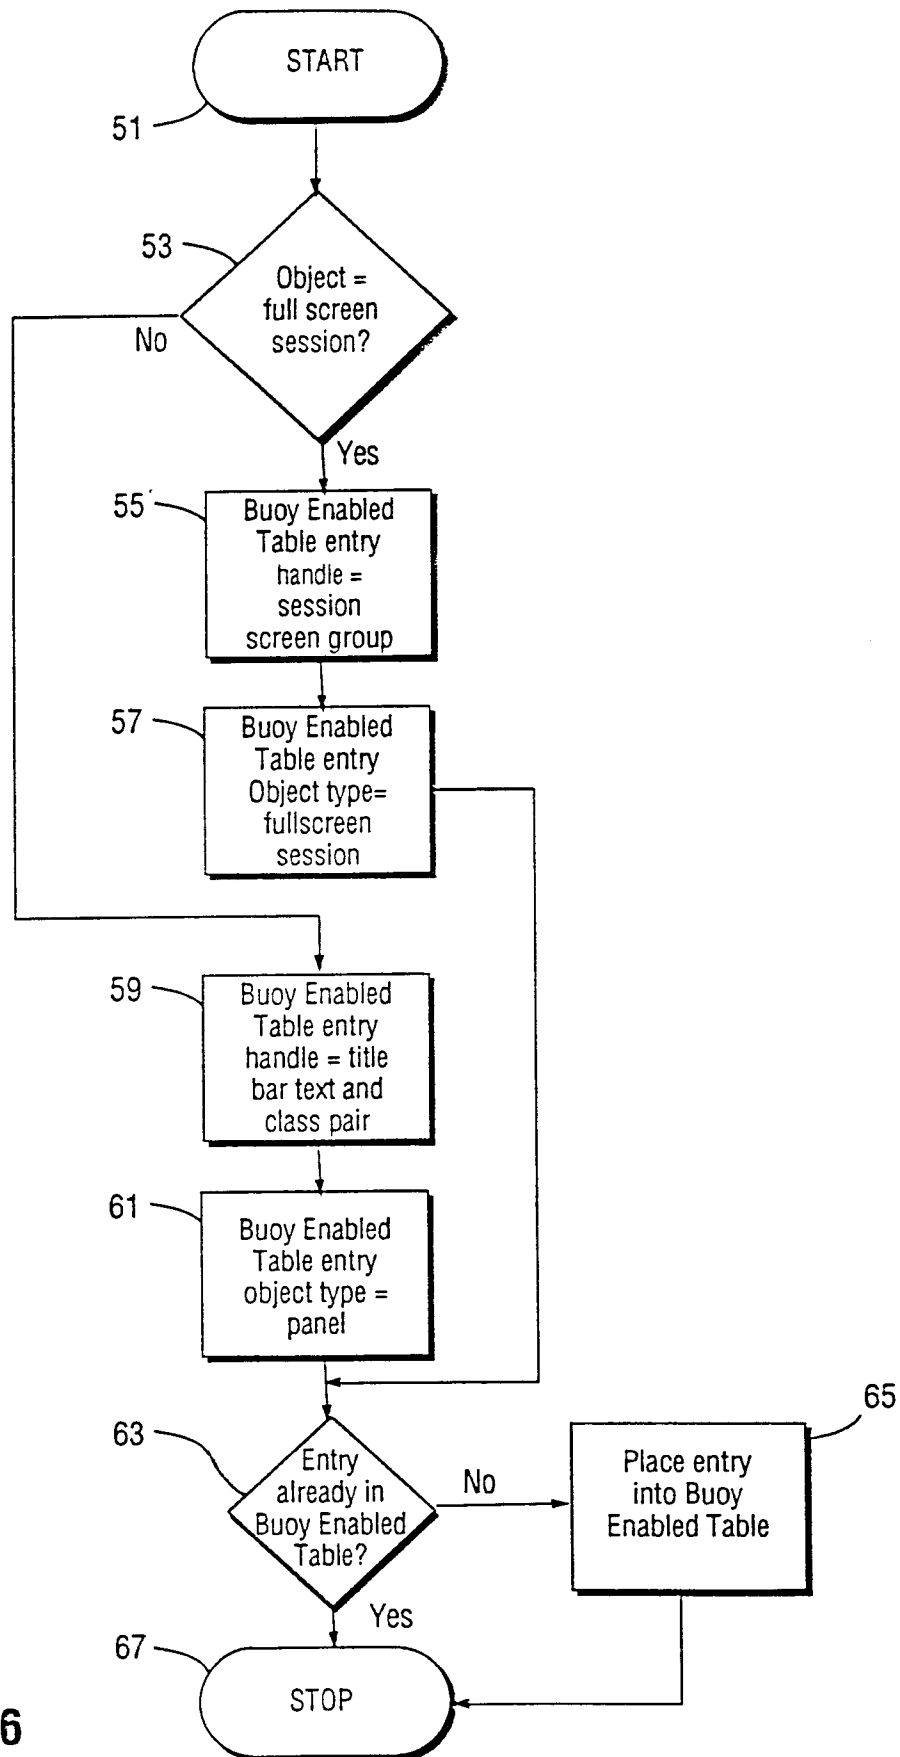 START
51
53
Object =
full screen
session?
No
Yes
55
Buoy Enabled
Table entry
handle =
session
screen group
57
Buoy Enabled
Table entry
Object type=
fullscreen
session
59
Buoy Enabled
Table entry
handle = title
bar text and
class pair
61
Buoy Enabled
Table entry
object type =
panel
63
Entry
already in
Buoy Enabled
Table?
No
65
Place entry
into Buoy
Enabled Table
Yes
67
STOP
6